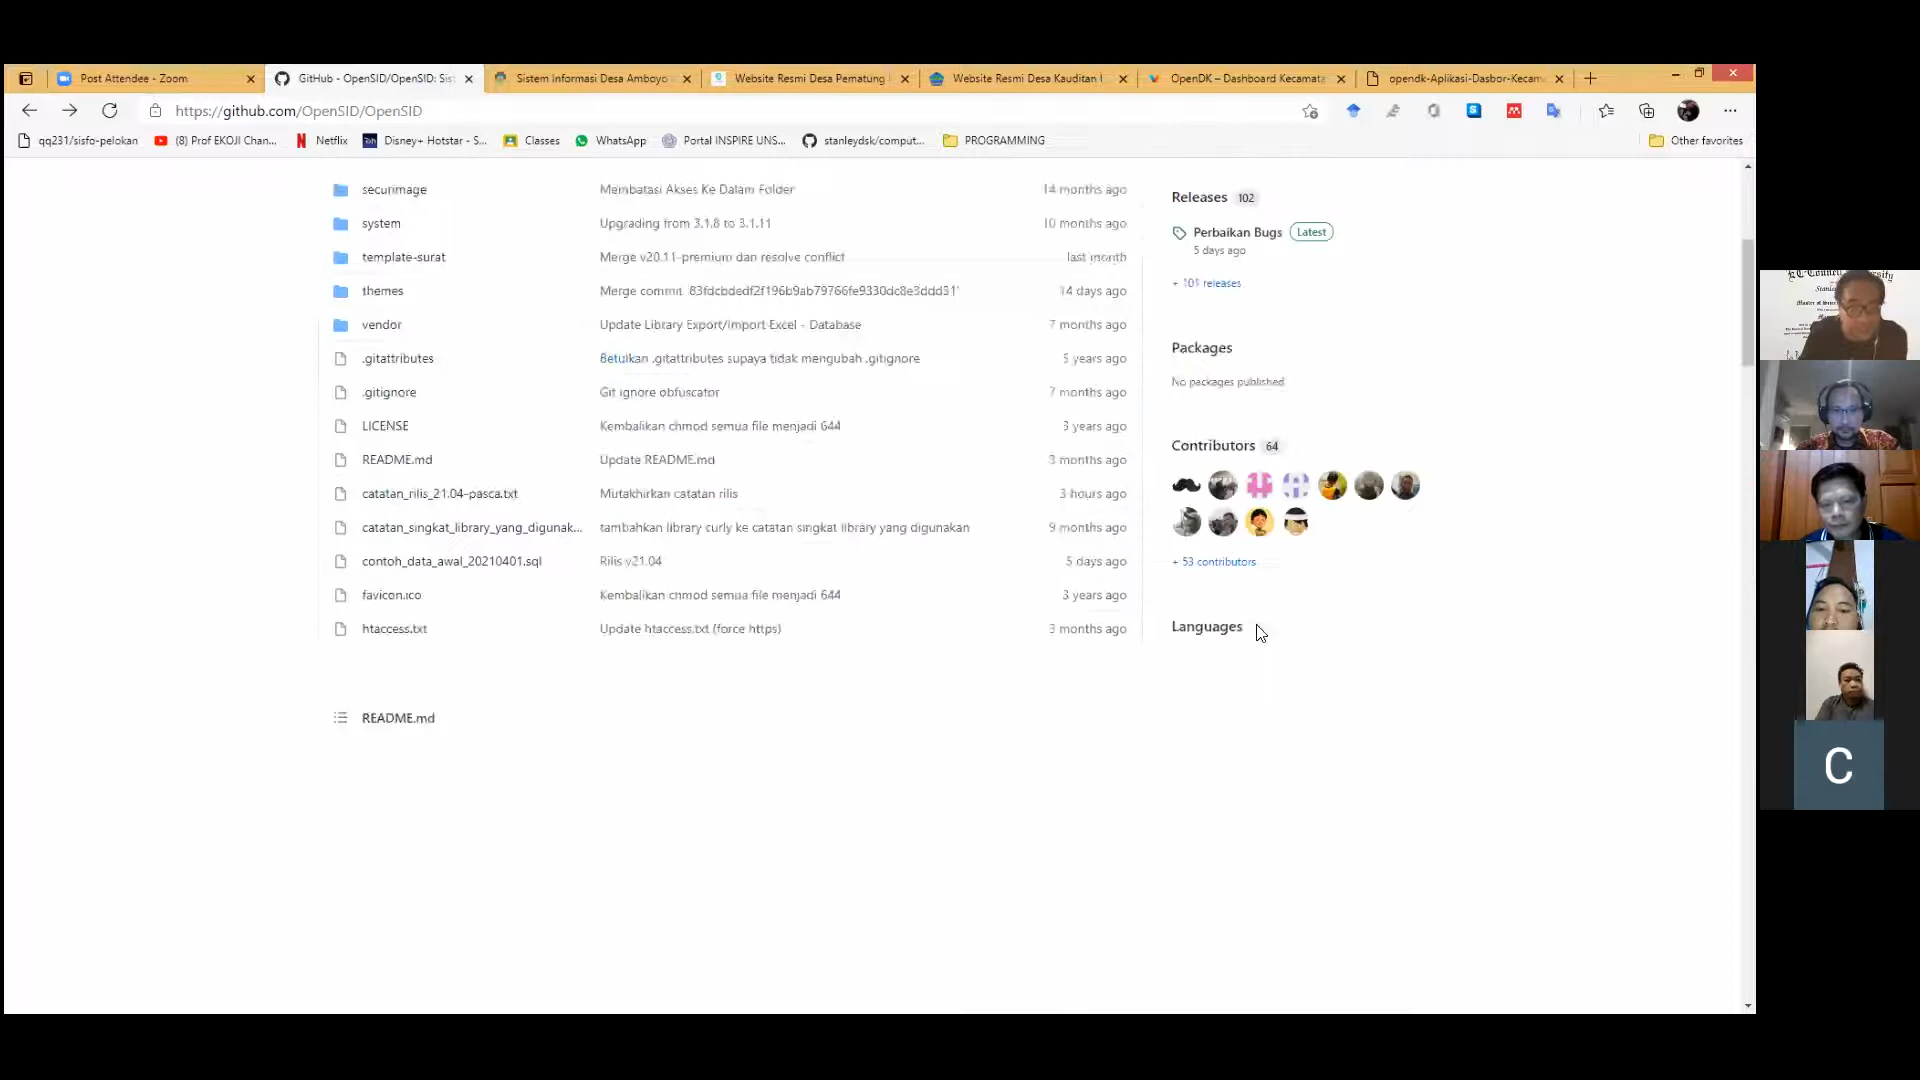 Post Attendee - Zoom
GitHub - OpenSID/OpenSID: Sis
Sistem Informasi Desa Amboyo
Website Resmi Desa Pematung
Website Resmi Desa Kauditan
OpenDK – Dashboard Kecamata
opendk-Aplikasi-Dasbor-Kecam
https://github.com/OpenSID/OpenSID
qq231/sisfo-pelokan
(8) Prof EKOJI Chan...
Netflix
Disney+ Hotstar - S...
Classes
WhatsApp
Portal INSPIRE UNS...
stanleydsk/comput...
PROGRAMMING
Other favorites
securimage Membatasi Akses Ke Dalam Folder 14 months ago
system Upgrading from 3.1.8 to 3.1.11 10 months ago
template-surat Merge v20.11-premium dan resolve conflict last month
themes Merge commit 14 days ago
vendor Update Library Export/Import Excel - Database 7 months ago
.gitattributes Betulkan .gitattributes supaya tidak mengubah .gitignore 5 years ago
.gitignore Git ignore obfuscator 7 months ago
LICENSE Kembalikan chmod semua file menjadi 644 3 years ago
README.md Update README.md 3 months ago
catatan_rilis_21.04-pasca.txt Mutakhirkan catatan rilis 3 hours ago
catatan_singkat_library_yang_digunak... tambahkan library curly ke catatan singkat library yang digunakan 9 months ago
contoh_data_awal_20210401.sql Rilis v21.04 5 days ago
favicon.ico Kembalikan chmod semua file menjadi 644 3 years ago
htaccess.txt Update htaccess.txt (force https) 3 months ago
README.md
Releases 102
Perbaikan Bugs Latest
5 days ago
+ 101 releases
Packages
No packages published
Contributors 64
+ 53 contributors
Languages
C